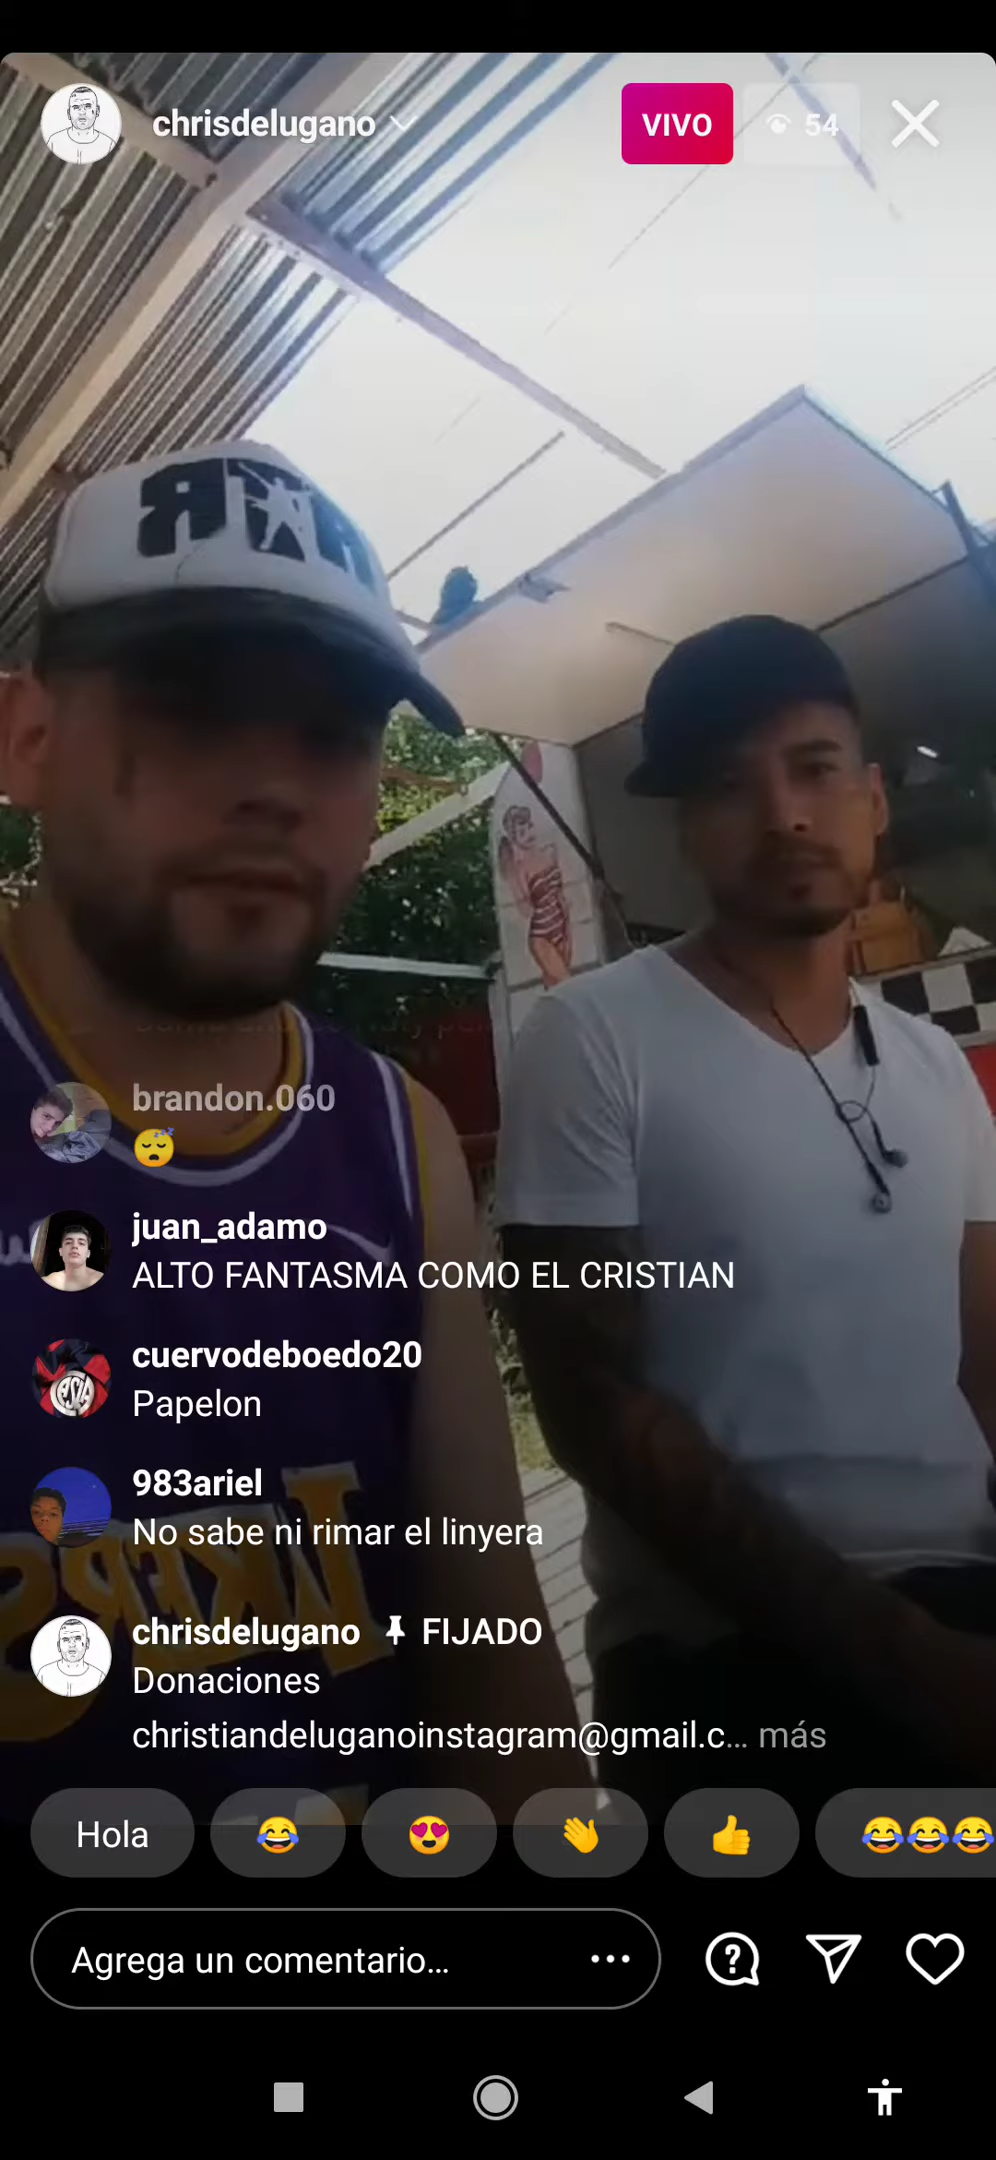 chrisdelugano
VIVO
54
brandon.060
😴
juan_adamo
ALTO FANTASMA COMO EL CRISTIAN
cuervodeboedo20
Papelon
983ariel
No sabe ni rimar el linyera
chrisdelugano FIJADO
Donaciones
christiandeluganoinstagram@gmail.c... más
Hola 😂 😍 👋 👍 😂😂😂
Agrega un comentario...